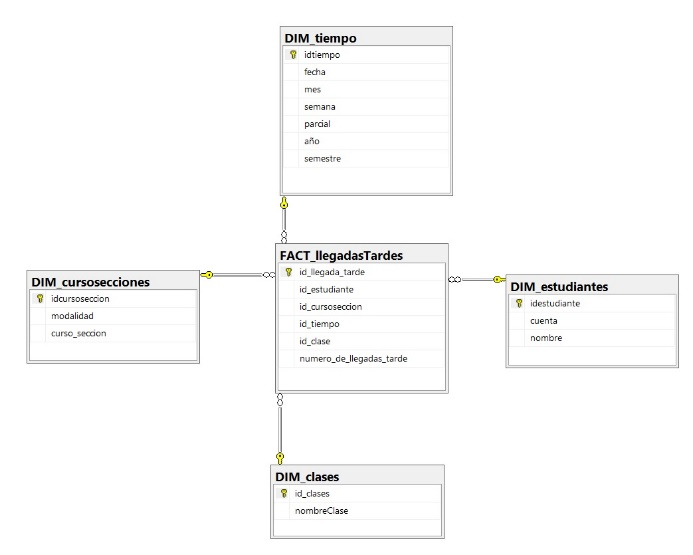 DIM_tiempo
idtiempo
fecha
mes
semana
parcial
año
semestre
FACT_llegadasTardes
id_llegada_tarde
id_estudiante
id_cursoseccion
id_tiempo
id_clase
numero_de_llegadas_tarde
DIM_cursosecciones
idcursoseccion
modalidad
curso_seccion
DIM_estudiantes
idestudiante
cuenta
nombre
DIM_clases
id_clases
nombreClase